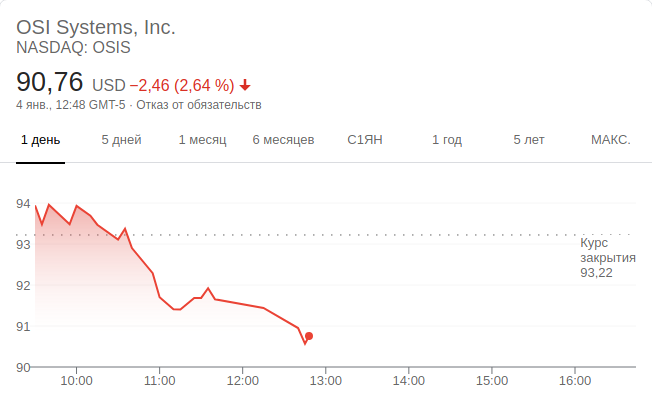 OSI Systems, Inc.
NASDAQ: OSIS
90,76 USD −2,46 (2,64 %)
4 янв., 12:48 GMT-5 · Отказ от обязательств
1 день 5 дней 1 месяц 6 месяцев С1ЯН 1 год 5 лет МАКС.
94
93
92
91
90
Курс
закрытия
93,22
10:00 11:00 12:00 13:00 14:00 15:00 16:00